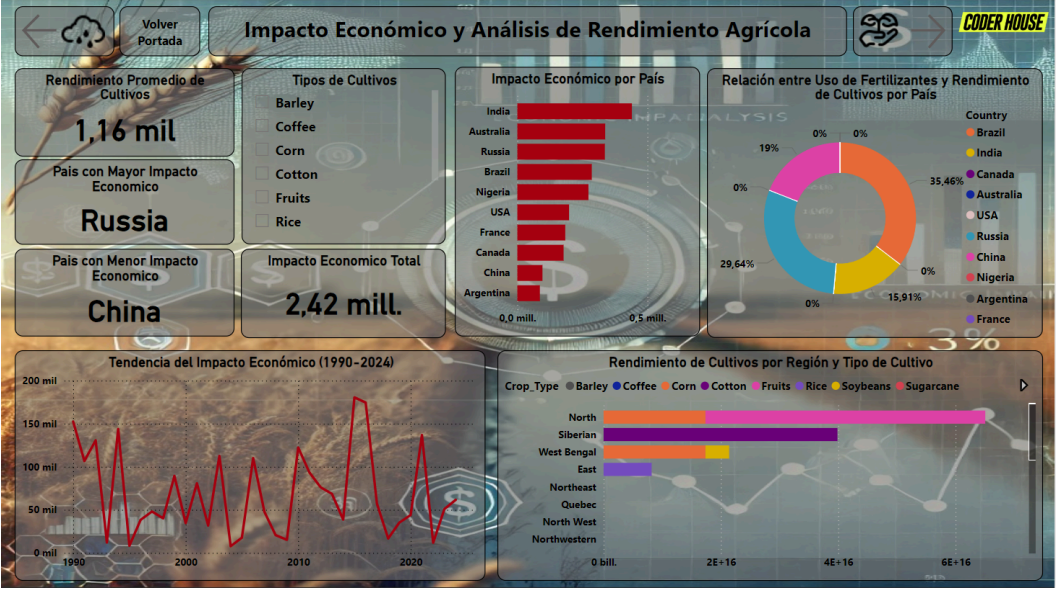 Volver
Portada
Impacto Económico y Análisis de Rendimiento Agrícola
CODER HOUSE
Rendimiento Promedio de
Cultivos
1,16 mil
Pais con Mayor Impacto
Economico
Russia
Pais con Menor Impacto
Economico
China
Tipos de Cultivos
Barley
Coffee
Corn
Cotton
Fruits
Rice
Impacto Economico Total
2,42 mill.
Impacto Económico por País
India
Australia
Russia
Brazil
Nigeria
USA
France
Canada
China
Argentina
0,0 mill.
0,5 mill.
Relación entre Uso de Fertilizantes y Rendimiento
de Cultivos por País
0%
0%
19%
0%
35,46%
29,64%
0%
15,91%
0%
Country
Brazil
India
Canada
Australia
USA
Russia
China
Nigeria
Argentina
France
3%
Tendencia del Impacto Económico (1990-2024)
200 mil
150 mil
100 mil
50 mil
0 mil
1990
2000
2010
2020
Rendimiento de Cultivos por Región y Tipo de Cultivo
Crop_Type Barley Coffee Corn Cotton Fruits Rice Soybeans Sugarcane
North
Siberian
West Bengal
East
Northeast
Quebec
North West
Northwestern
0 bill.
2E+16
4E+16
6E+16